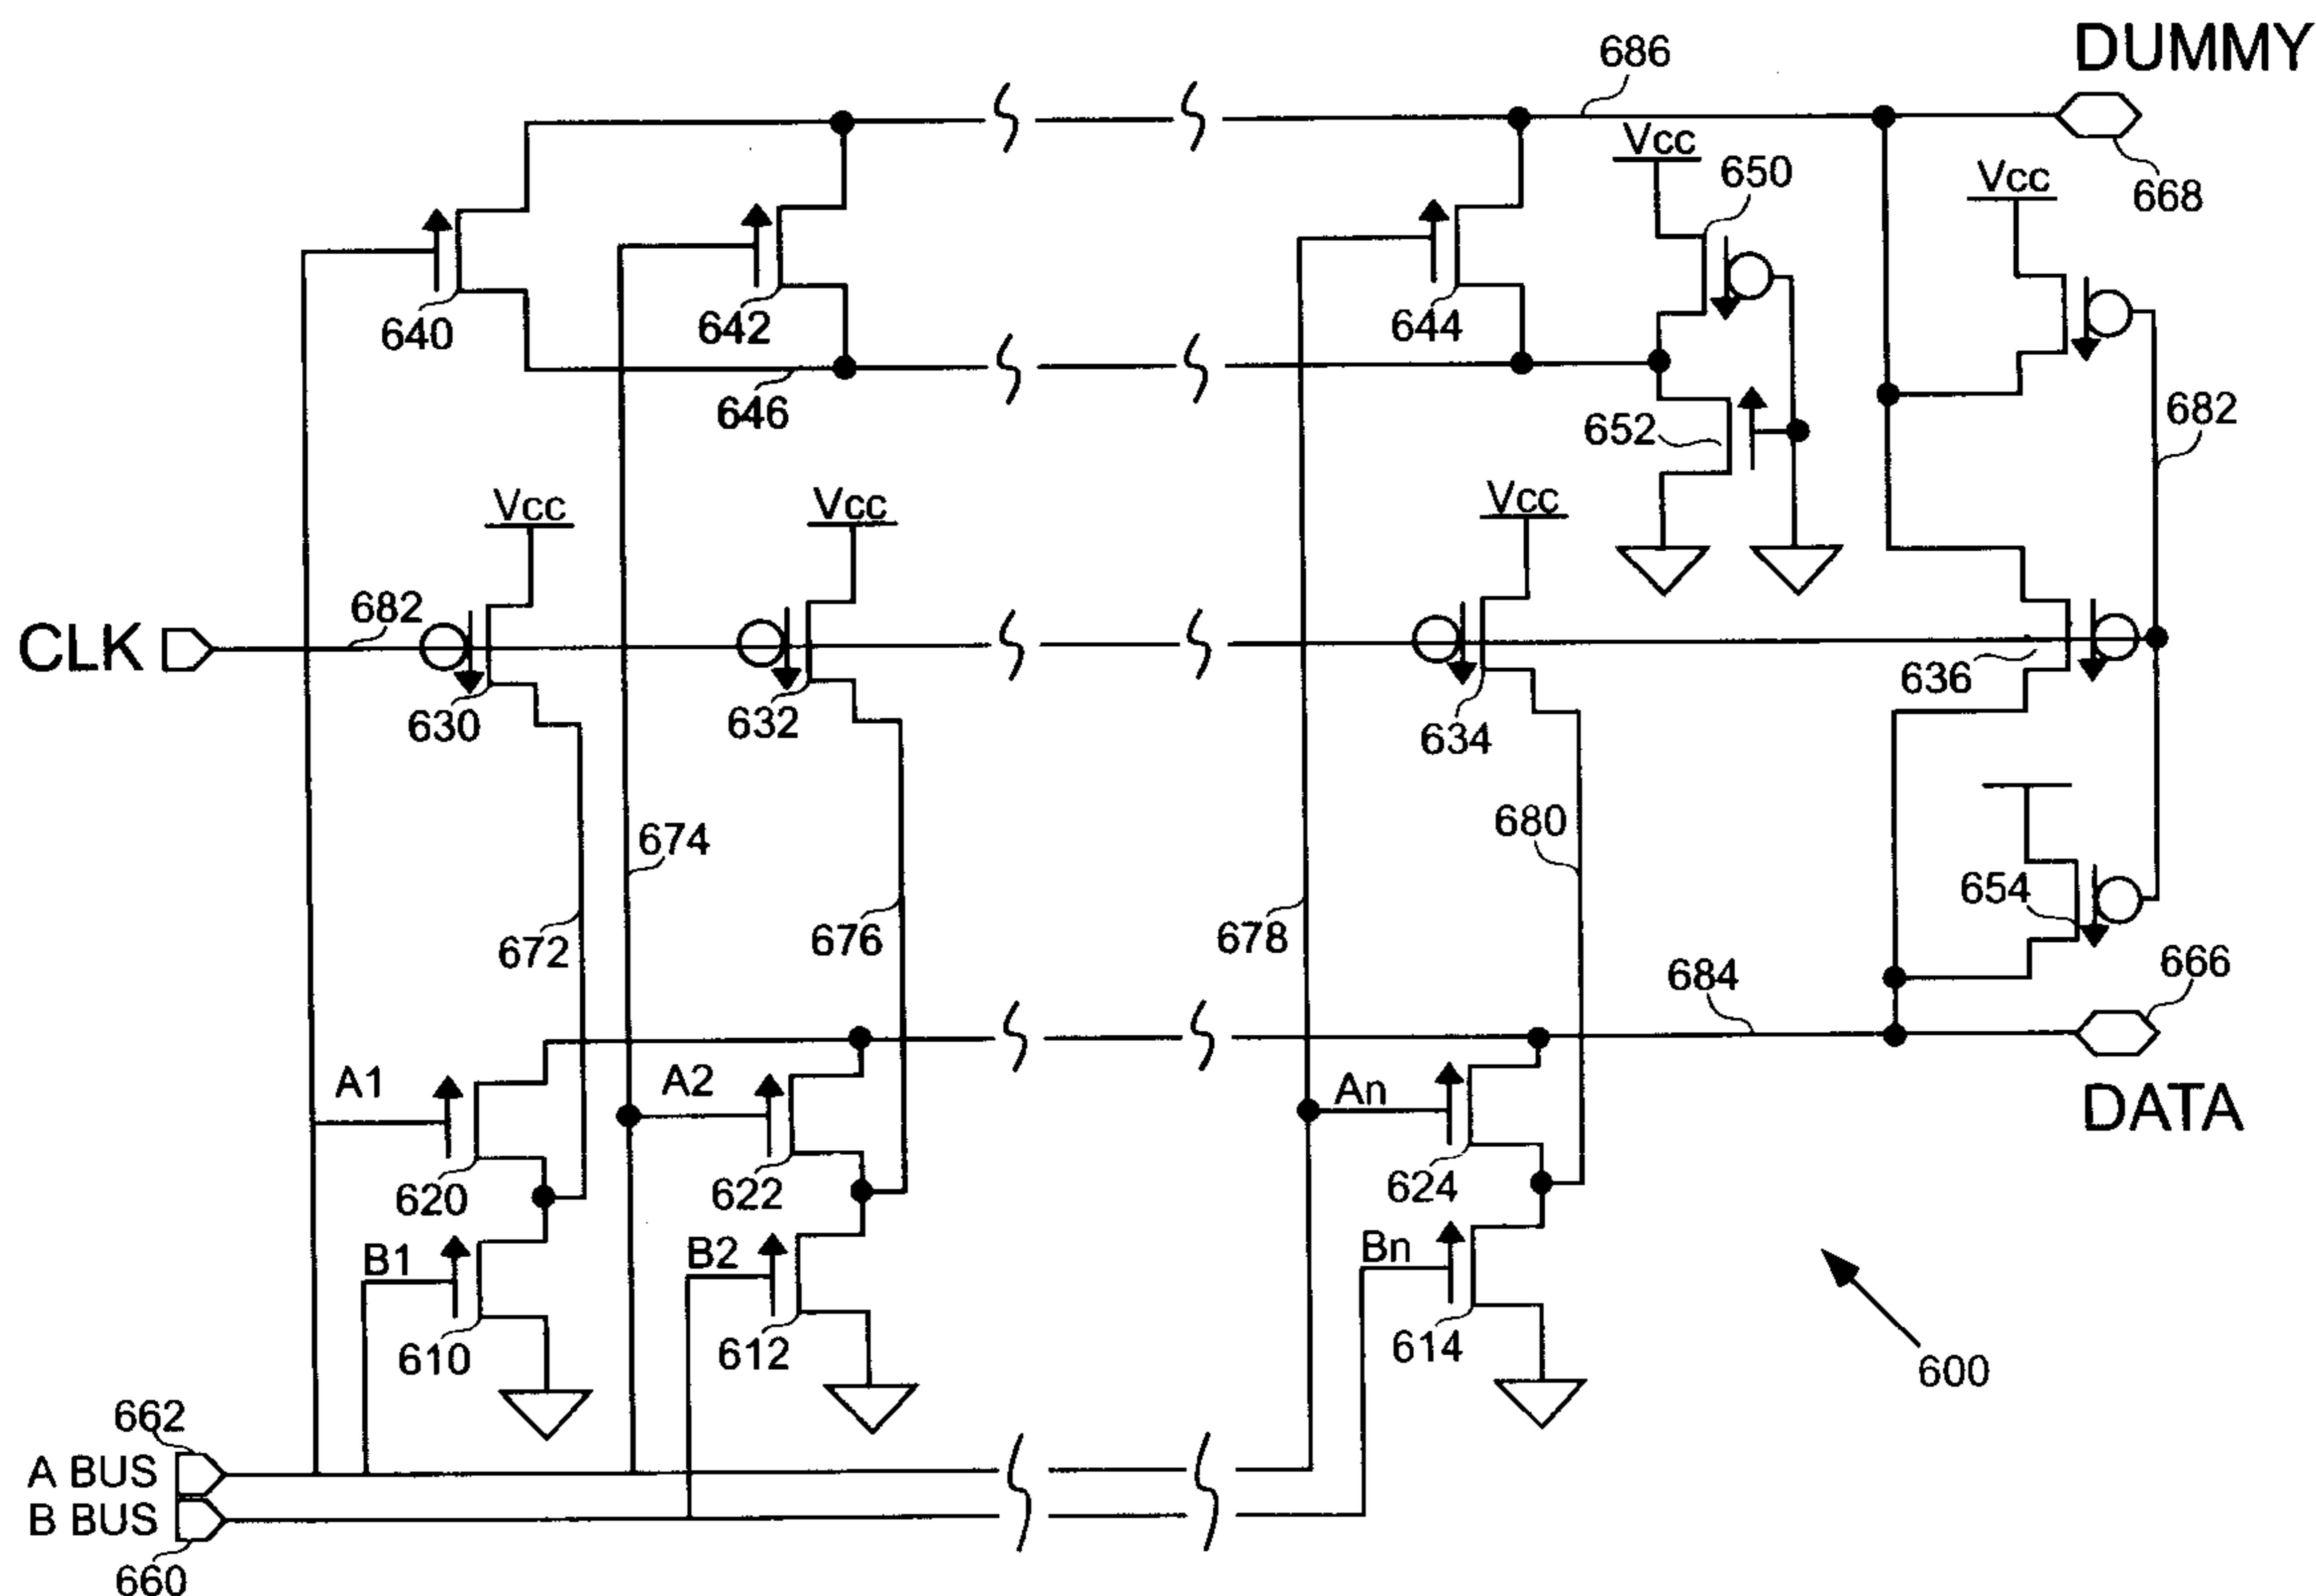 DUMMY
686
Vcc
650
Vcc
668
640
642
644
646
652
682
Vcc
Vcc
Vcc
CLK
682
630
632
634
636
674
680
654
672
676
678
684
666
A1
A2
An
DATA
620
622
624
B1
B2
Bn
610
612
614
600
662
A BUS
B BUS
660